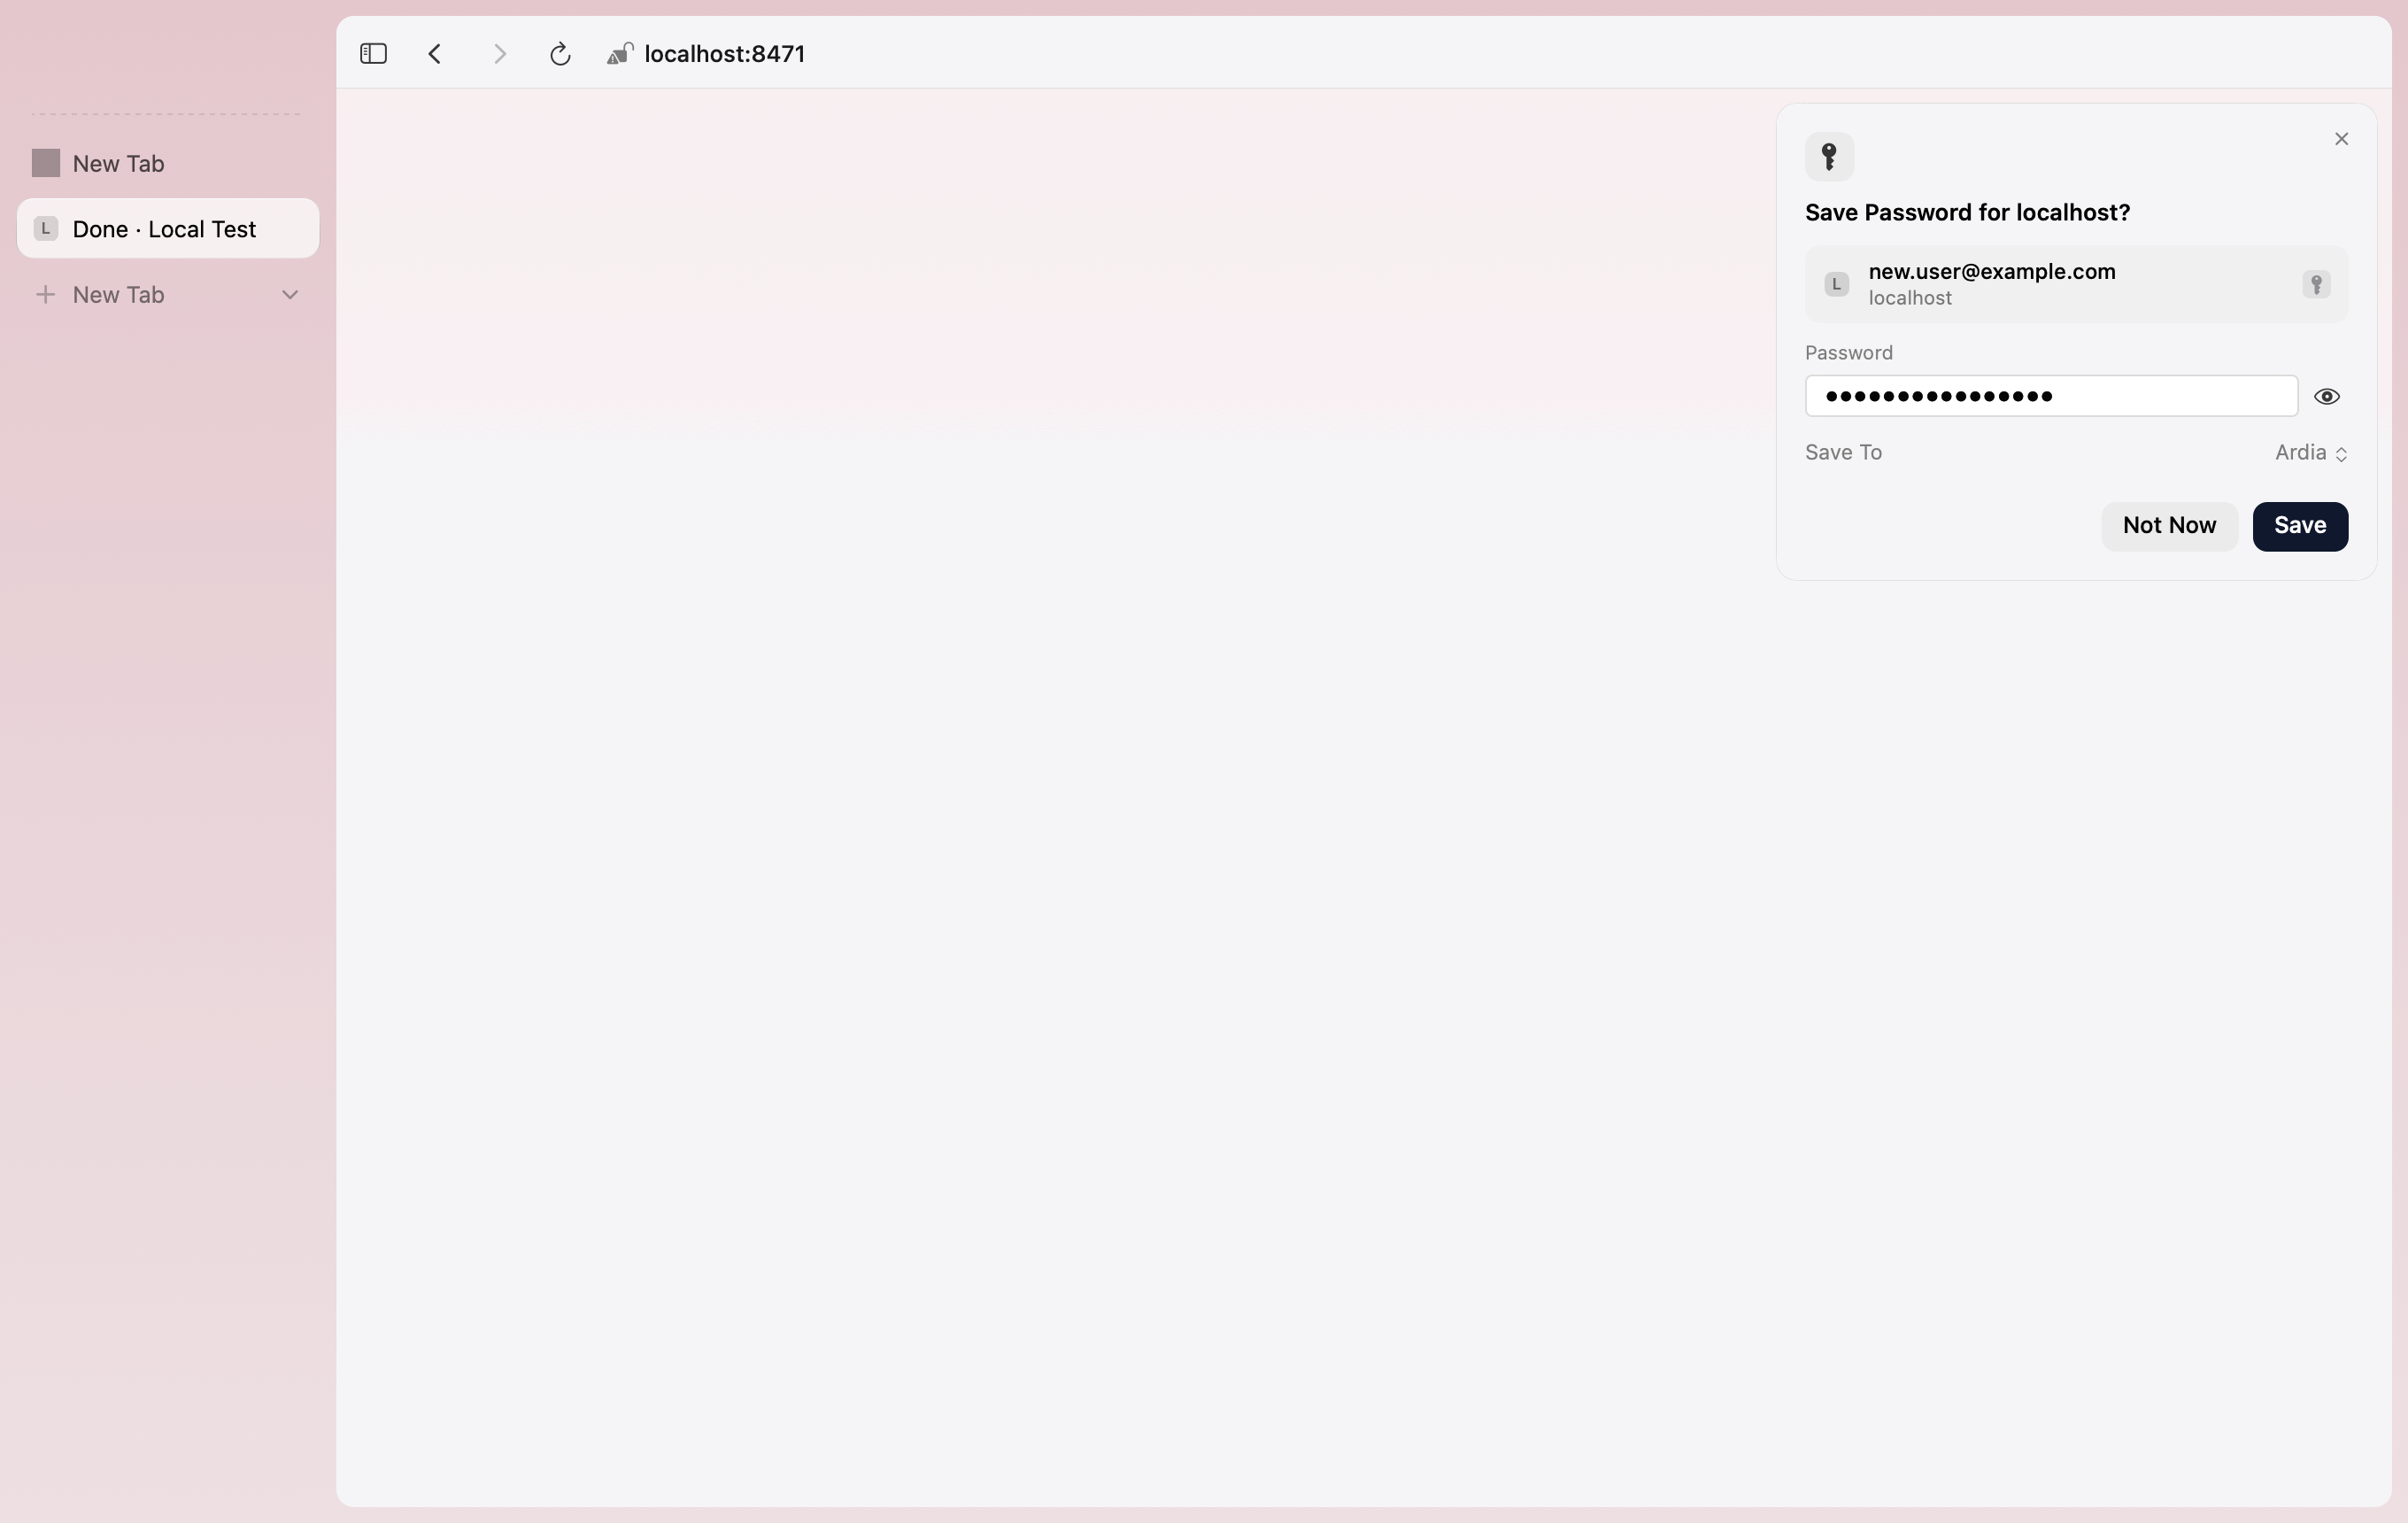 localhost:8471
New Tab
L Done · Local Test
New Tab
Save Password for localhost?
L new.user@example.com
localhost
Password
••••••••••••••••
Save To Ardia
Not Now Save